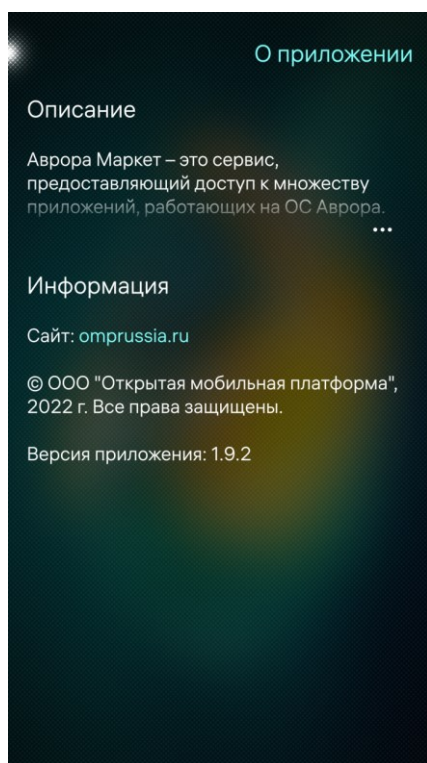 О приложении
Описание
Аврора Маркет – это сервис,
предоставляющий доступ к множеству
приложений, работающих на ОС Аврора.
...
Информация
Сайт: omprussia.ru
© ООО "Открытая мобильная платформа",
2022 г. Все права защищены.
Версия приложения: 1.9.2